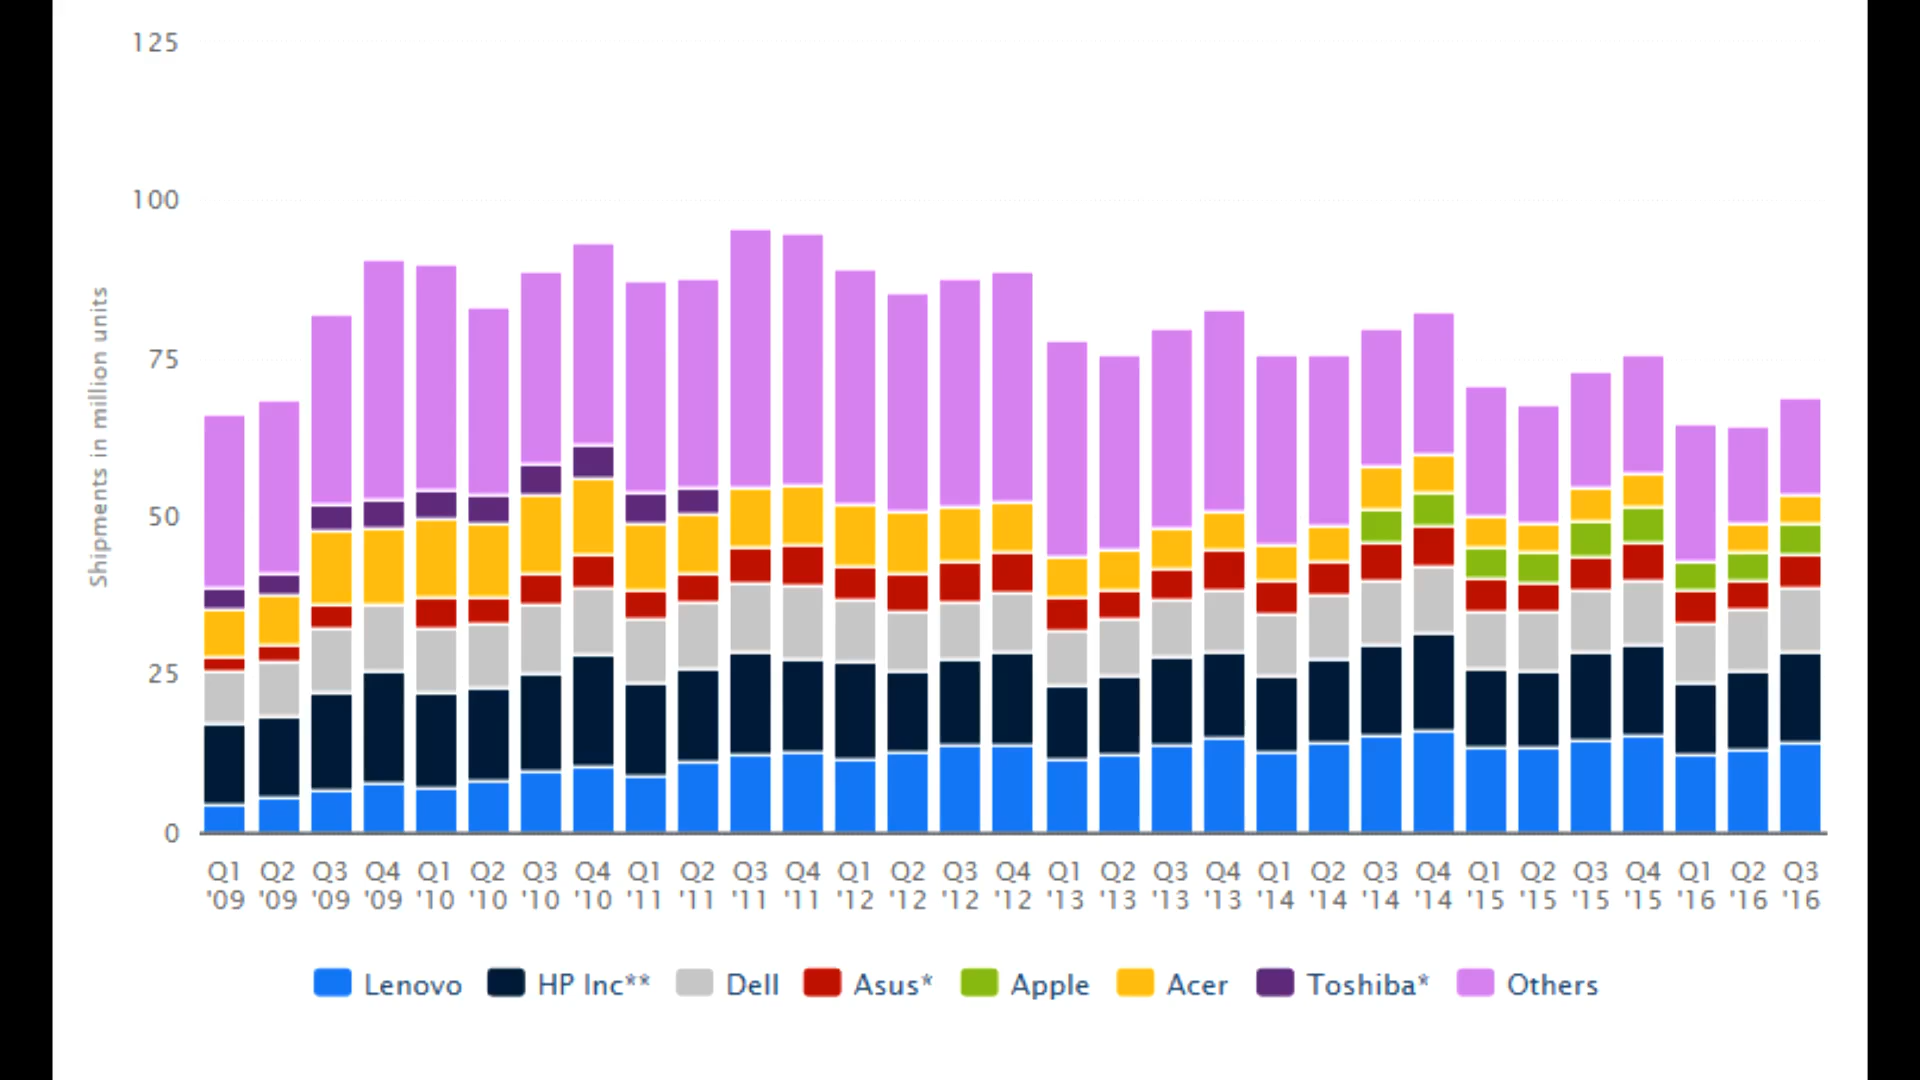 125
100
75
50
25
0
Shipments in million units
Q1 Q2 Q3 Q4 Q1 Q2 Q3 Q4 Q1 Q2 Q3 Q4 Q1 Q2 Q3 Q4 Q1 Q2 Q3 Q4 Q1 Q2 Q3 Q4 Q1 Q2 Q3 Q4 Q1 Q2 Q3
'09 '09 '09 '09 '10 '10 '10 '10 '11 '11 '11 '11 '12 '12 '12 '12 '13 '13 '13 '13 '14 '14 '14 '14 '15 '15 '15 '15 '16 '16 '16
Lenovo HP Inc** Dell Asus* Apple Acer Toshiba* Others